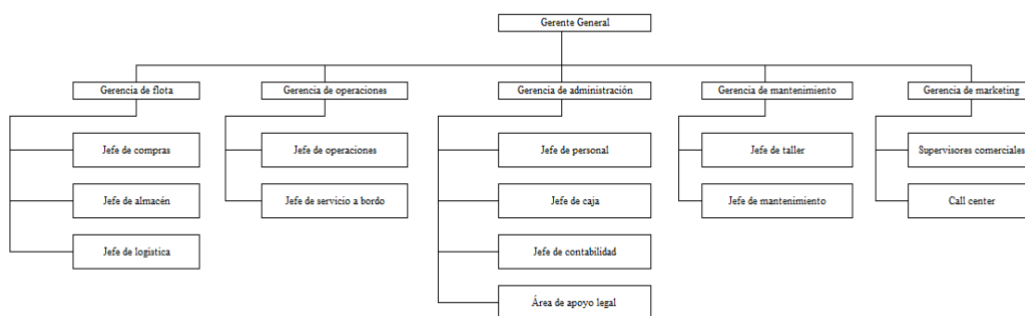 Gerente General
Gerencia de flota
Gerencia de operaciones
Gerencia de administración
Gerencia de mantenimiento
Gerencia de marketing
Jefe de compras
Jefe de operaciones
Jefe de personal
Jefe de taller
Supervisores comerciales
Jefe de almacén
Jefe de servicio a bordo
Jefe de caja
Jefe de mantenimiento
Call center
Jefe de logistica
Jefe de contabilidad
Área de apoyo legal